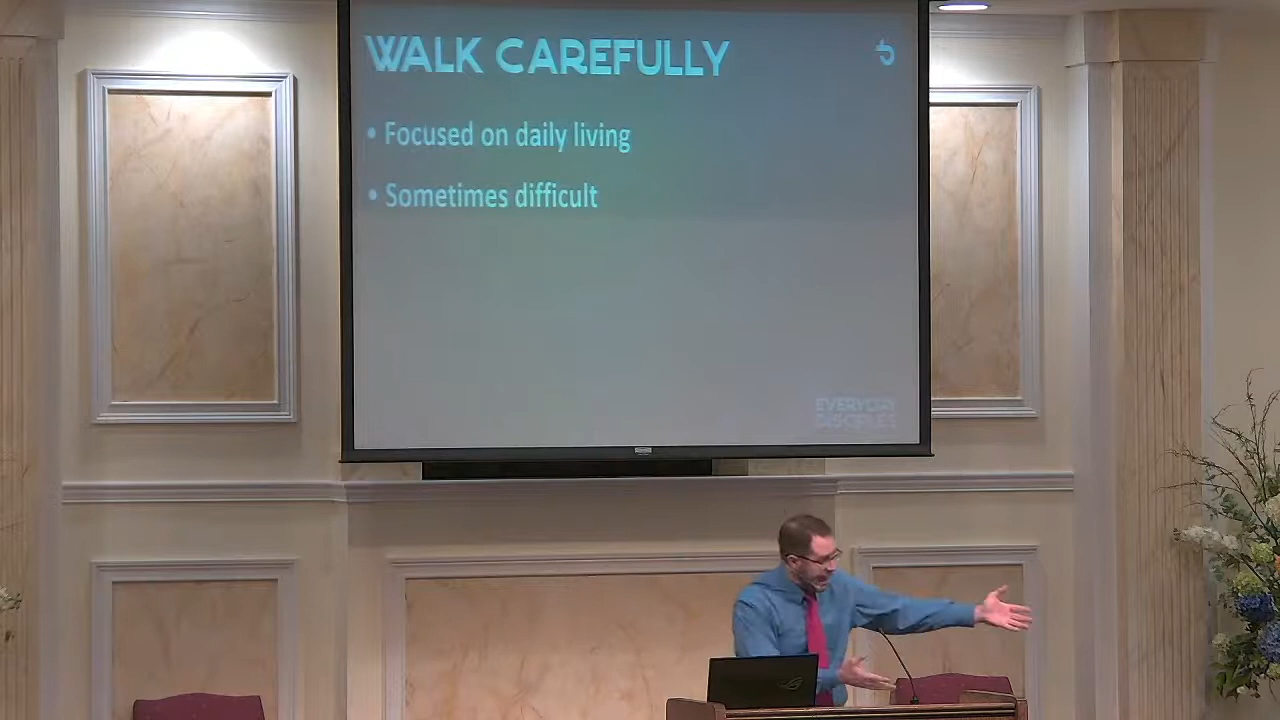 WALK CAREFULLY
• Focused on daily living
• Sometimes difficult
EVERYDAY
DISCIPLES